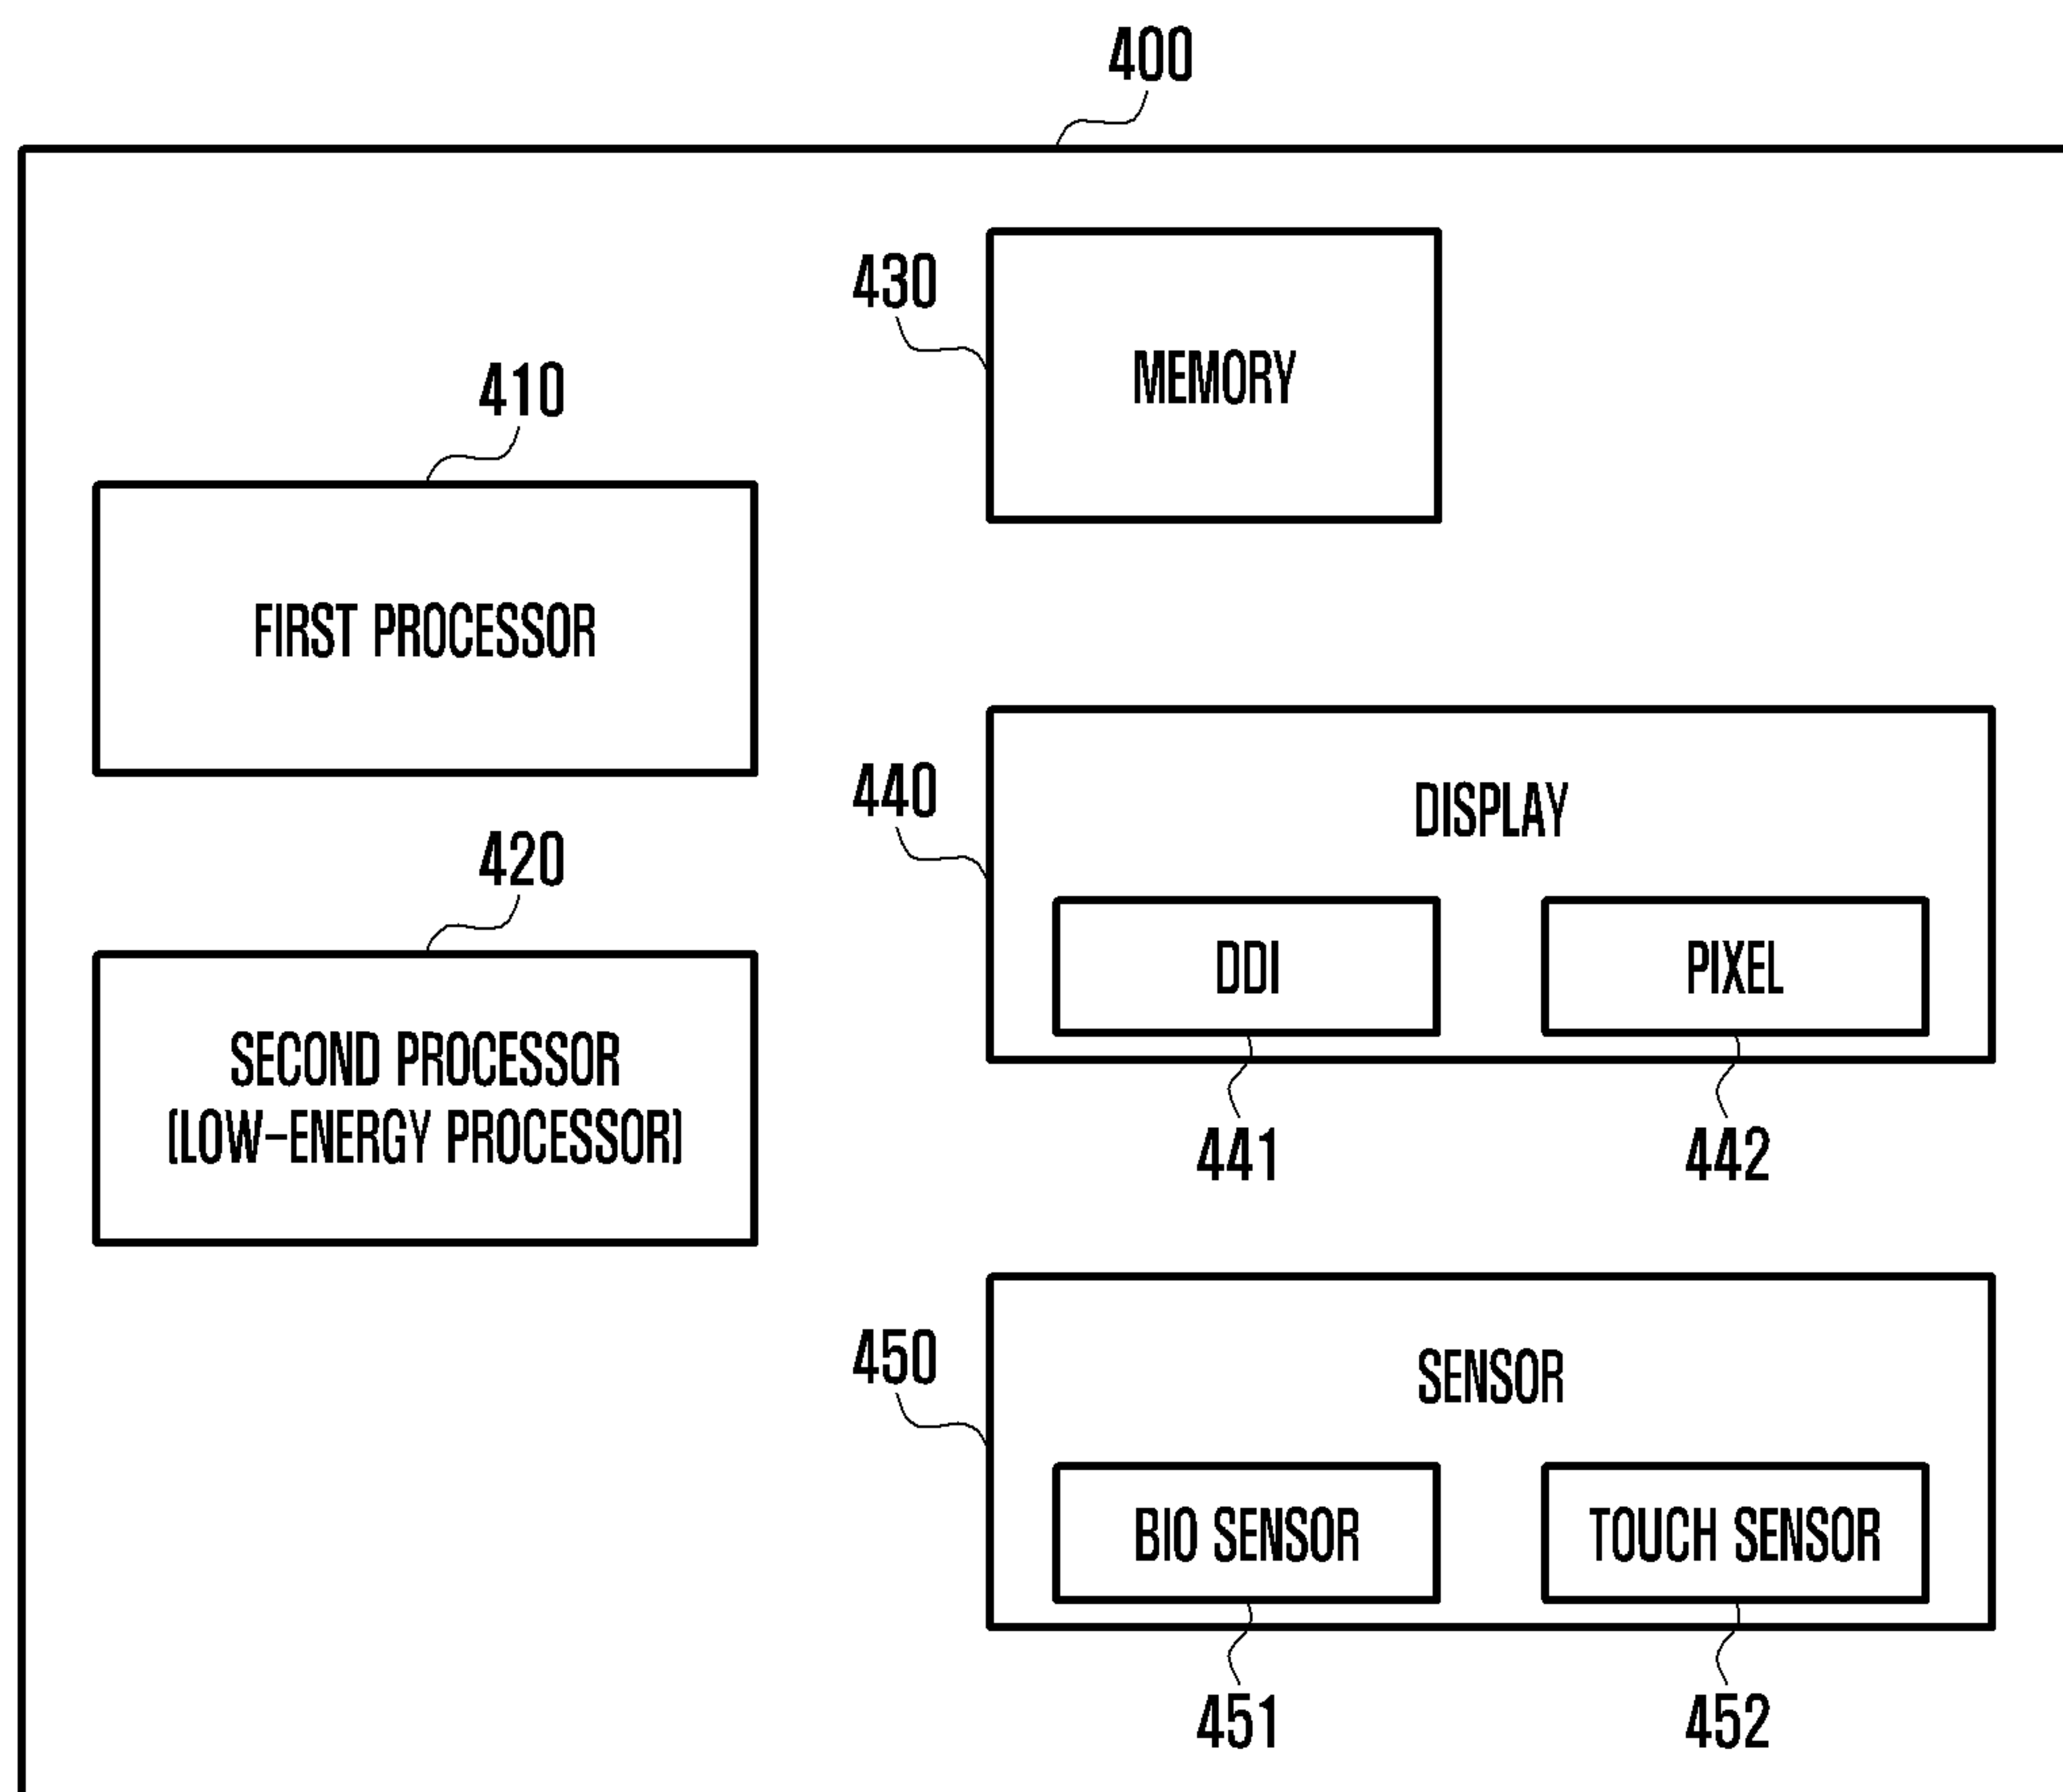 400
430
MEMORY
410
FIRST PROCESSOR
440
DISPLAY
420
DDI
PIXEL
SECOND PROCESSOR
(LOW-ENERGY PROCESSOR)
441
442
450
SENSOR
BIO SENSOR
TOUCH SENSOR
451
452